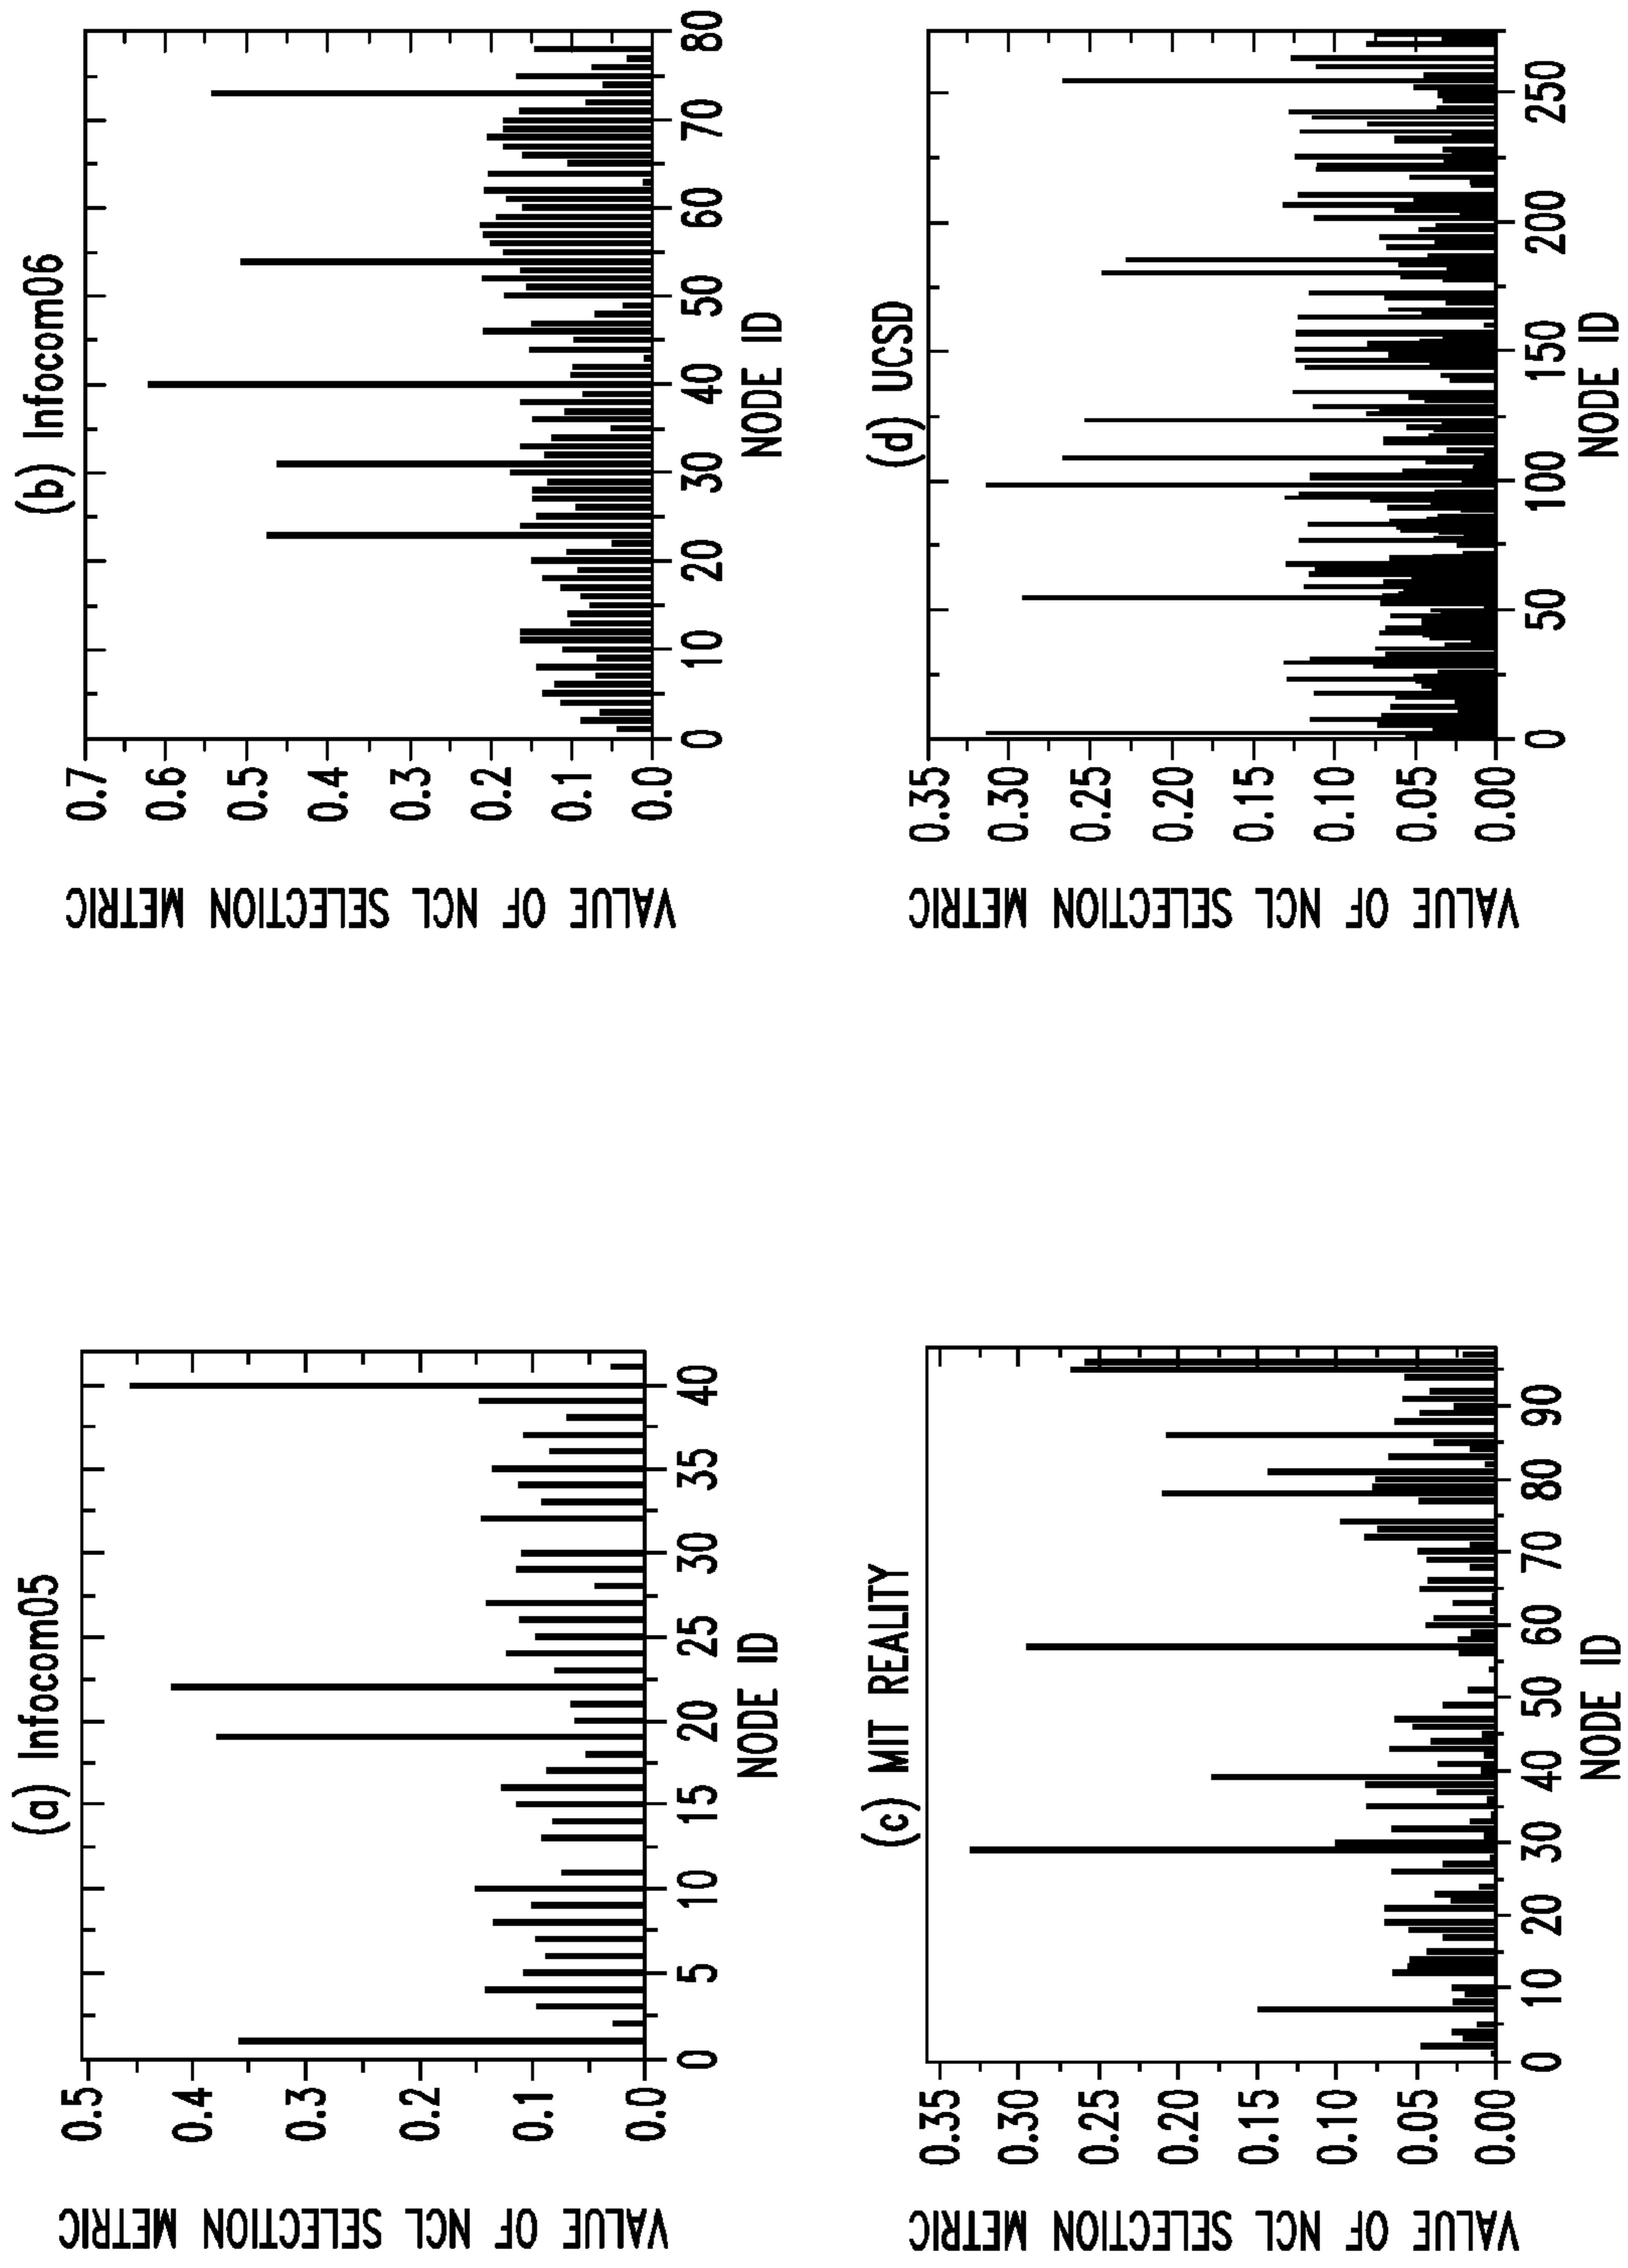 (a) Infocom05
VALUE OF NCL SELECTION METRIC
0.5
0.4
0.3
0.2
0.1
0.0
0 5 10 15 20 25 30 35 40
NODE ID
(b) Infocom06
VALUE OF NCL SELECTION METRIC
0.7
0.6
0.5
0.4
0.3
0.2
0.1
0.0
0 10 20 30 40 50 60 70 80
NODE ID
(c) MIT REALITY
VALUE OF NCL SELECTION METRIC
0.35
0.30
0.25
0.20
0.15
0.10
0.05
0.00
0 10 20 30 40 50 60 70 80 90
NODE ID
(d) UCSD
VALUE OF NCL SELECTION METRIC
0.35
0.30
0.25
0.20
0.15
0.10
0.05
0.00
0 50 100 150 200 250
NODE ID